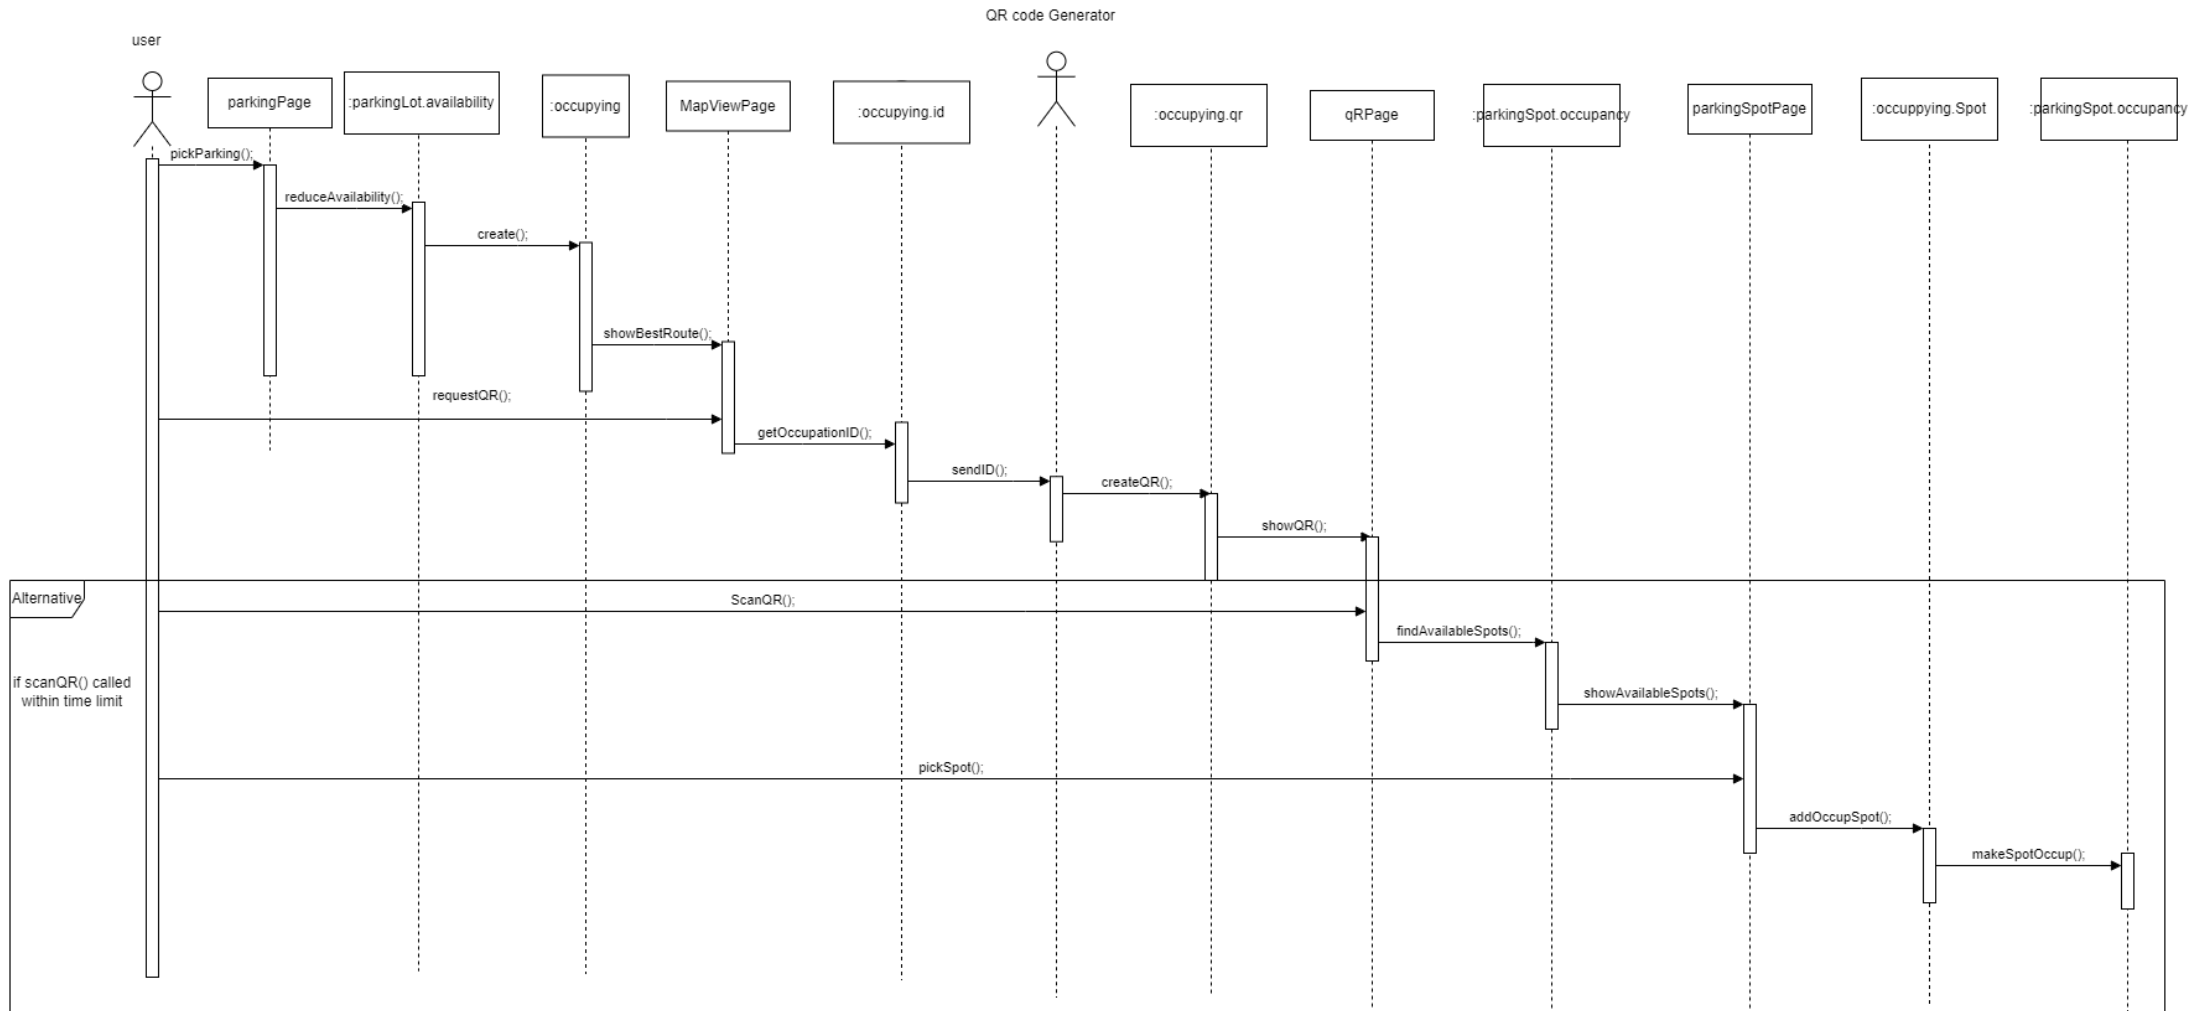 QR code Generator
user
parkingPage
:parkingLot.availability
:occupying
MapViewPage
:occupying.id
:occupying.qr
qRPage
:parkingSpot.occupancy
parkingSpotPage
:occuppying.Spot
:parkingSpot.occupancy
pickParking();
reduceAvailability();
create();
showBestRoute();
requestQR();
getOccupationID();
sendID();
createQR();
showQR();
Alternative
ScanQR();
findAvailableSpots();
if scanQR() called
within time limit
showAvailableSpots();
pickSpot();
addOccupSpot();
makeSpotOccup();